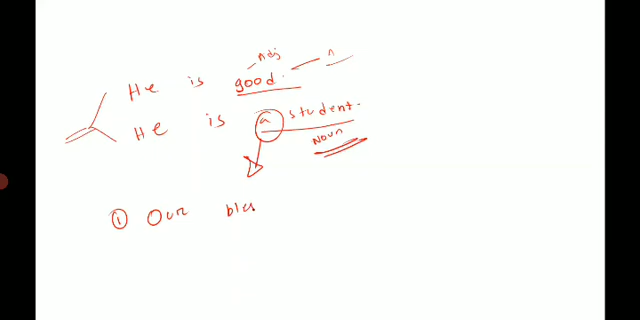 Adj n
He is good.
He is a student.
Noun
① Our